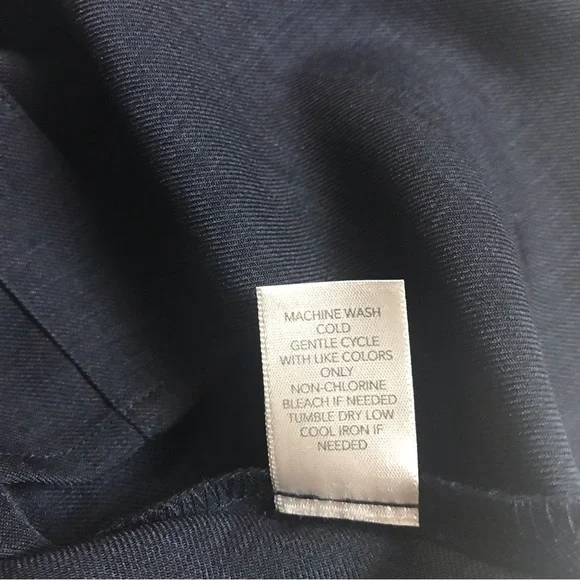 MACHINE WASH
COLD
GENTLE CYCLE
WITH LIKE COLORS
ONLY
NON-CHLORINE
BLEACH IF NEEDED
TUMBLE DRY LOW
COOL IRON IF
NEEDED